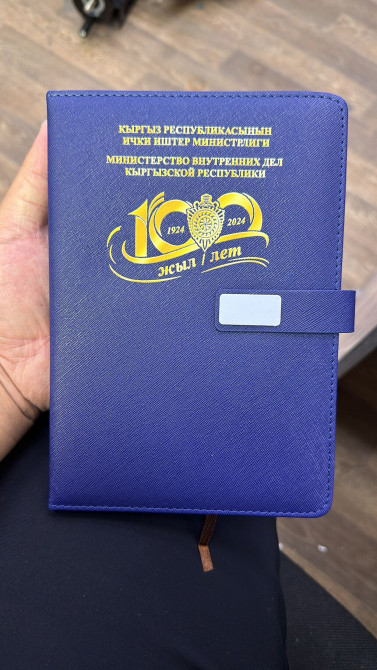 КЫРГЫЗ РЕСПУБЛИКАСЫНЫН
ИЧКИ ИШТЕР МИНИСТРЛИГИ
МИНИСТЕРСТВО ВНУТРЕННИХ ДЕЛ
КЫРГЫЗСКОЙ РЕСПУБЛИКИ
100
1924 2024
жыл / лет